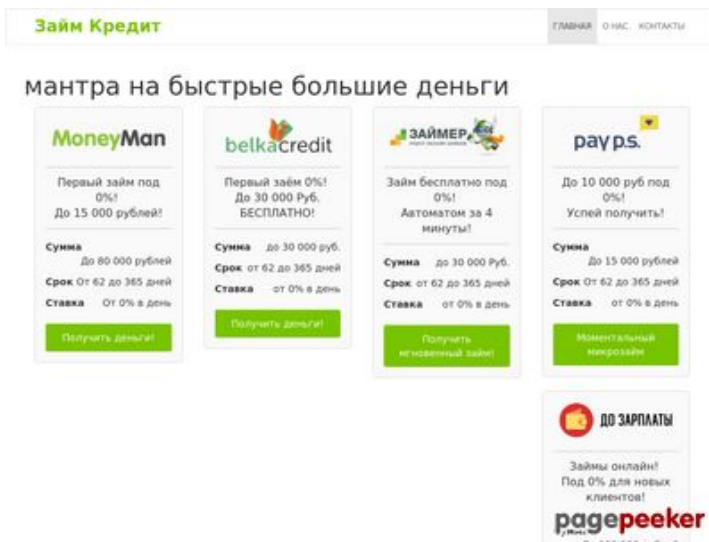 Займ Кредит
ГЛАВНАЯ О НАС КОНТАКТЫ
мантра на быстрые большие деньги
MoneyMan
Первый займ под
0%!
До 15 000 рублей!
Сумма
До 80 000 рублей
Срок От 62 до 365 дней
Ставка От 0% в день
Получить деньги!
belkacredit
Первый заём 0%!
До 30 000 Руб.
БЕСПЛАТНО!
Сумма до 30 000 руб.
Срок от 62 до 365 дней
Ставка от 0% в день
Получить деньги!
ЗАЙМЕР
Займ бесплатно под
0%!
Автоматом за 4
минуты!
Сумма до 30 000 Руб.
Срок от 62 до 365 дней
Ставка от 0% в день
Получить
мгновенный займ!
pay p.s.
До 10 000 руб под
0%!
Успей получить!
Сумма
До 15 000 рублей
Срок От 62 до 365 дней
Ставка От 0% в день
Моментальный
микрозайм
ДО ЗАРПЛАТЫ
Займы онлайн!
Под 0% для новых
клиентов!
pagepeeker